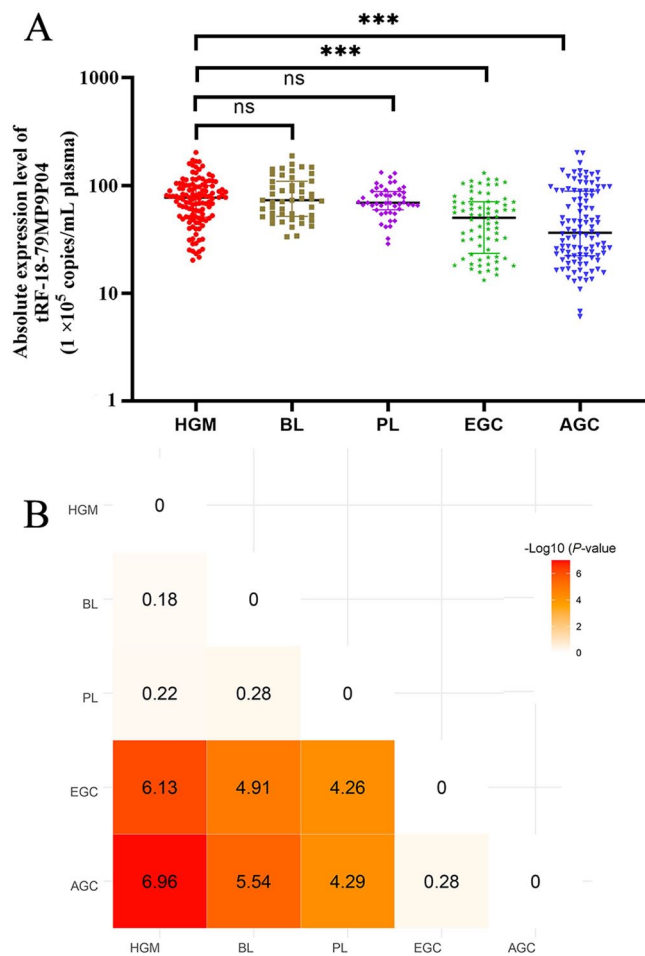 A
***
***
ns
ns
1000
100
10
1
Absolute expression level of
tRF-18-79MP9P04
(1 ×10⁵ copies/mL plasma)
HGM BL PL EGC AGC
B
HGM 0
-Log10 (P-value
6
4
2
0
BL 0.18 0
PL 0.22 0.28 0
EGC 6.13 4.91 4.26 0
AGC 6.96 5.54 4.29 0.28 0
HGM BL PL EGC AGC